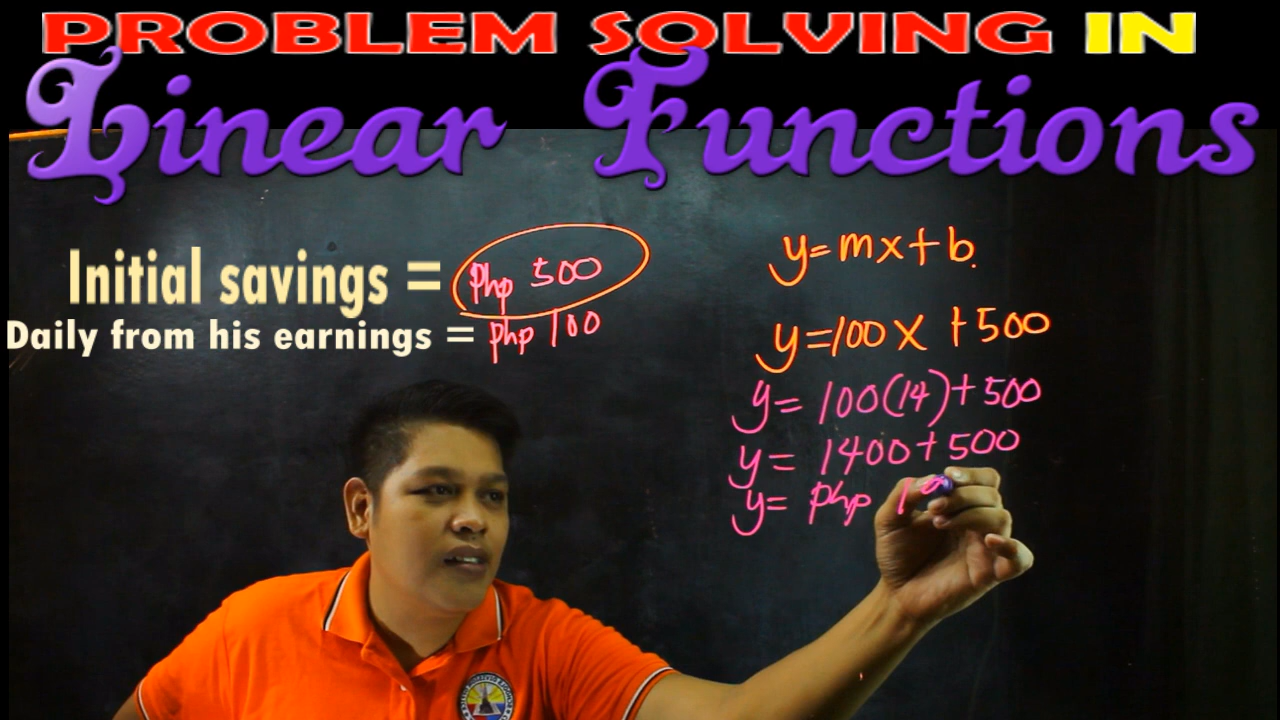 PROBLEM SOLVING IN
Linear Functions
Initial savings = Php 500
Daily from his earnings = Php 100
y=mx+b.
y=100x +500
y= 100(14)+500
y= 1400+500
y= Php